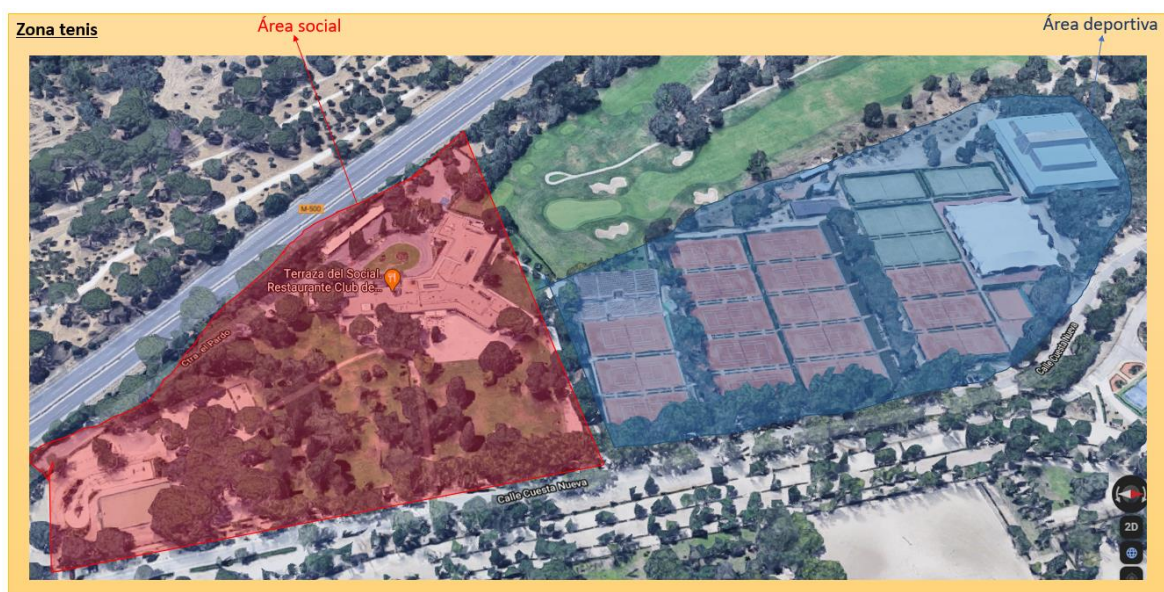 Zona tenis
Área social
Área deportiva
M-500
Terraza del Social.
Restaurante Club de...
Ctra. el Pardo
Calle Cuesta Nueva
Calle Cuesta Nueva
2D